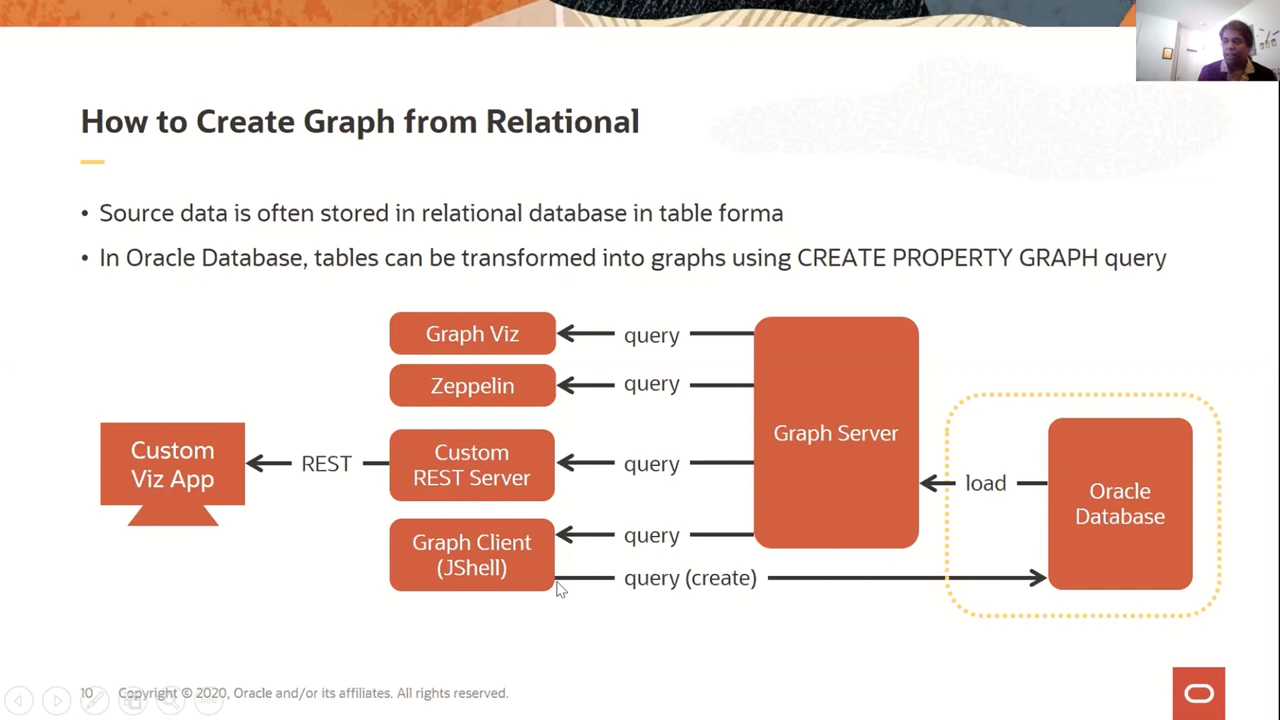 How to Create Graph from Relational
• Source data is often stored in relational database in table forma
• In Oracle Database, tables can be transformed into graphs using CREATE PROPERTY GRAPH query
Graph Viz
query
Zeppelin
query
Graph Server
Custom
Viz App
REST
Custom
REST Server
query
load
Oracle
Database
Graph Client
(JShell)
query
query (create)
10
Copyright © 2020, Oracle and/or its affiliates. All rights reserved.